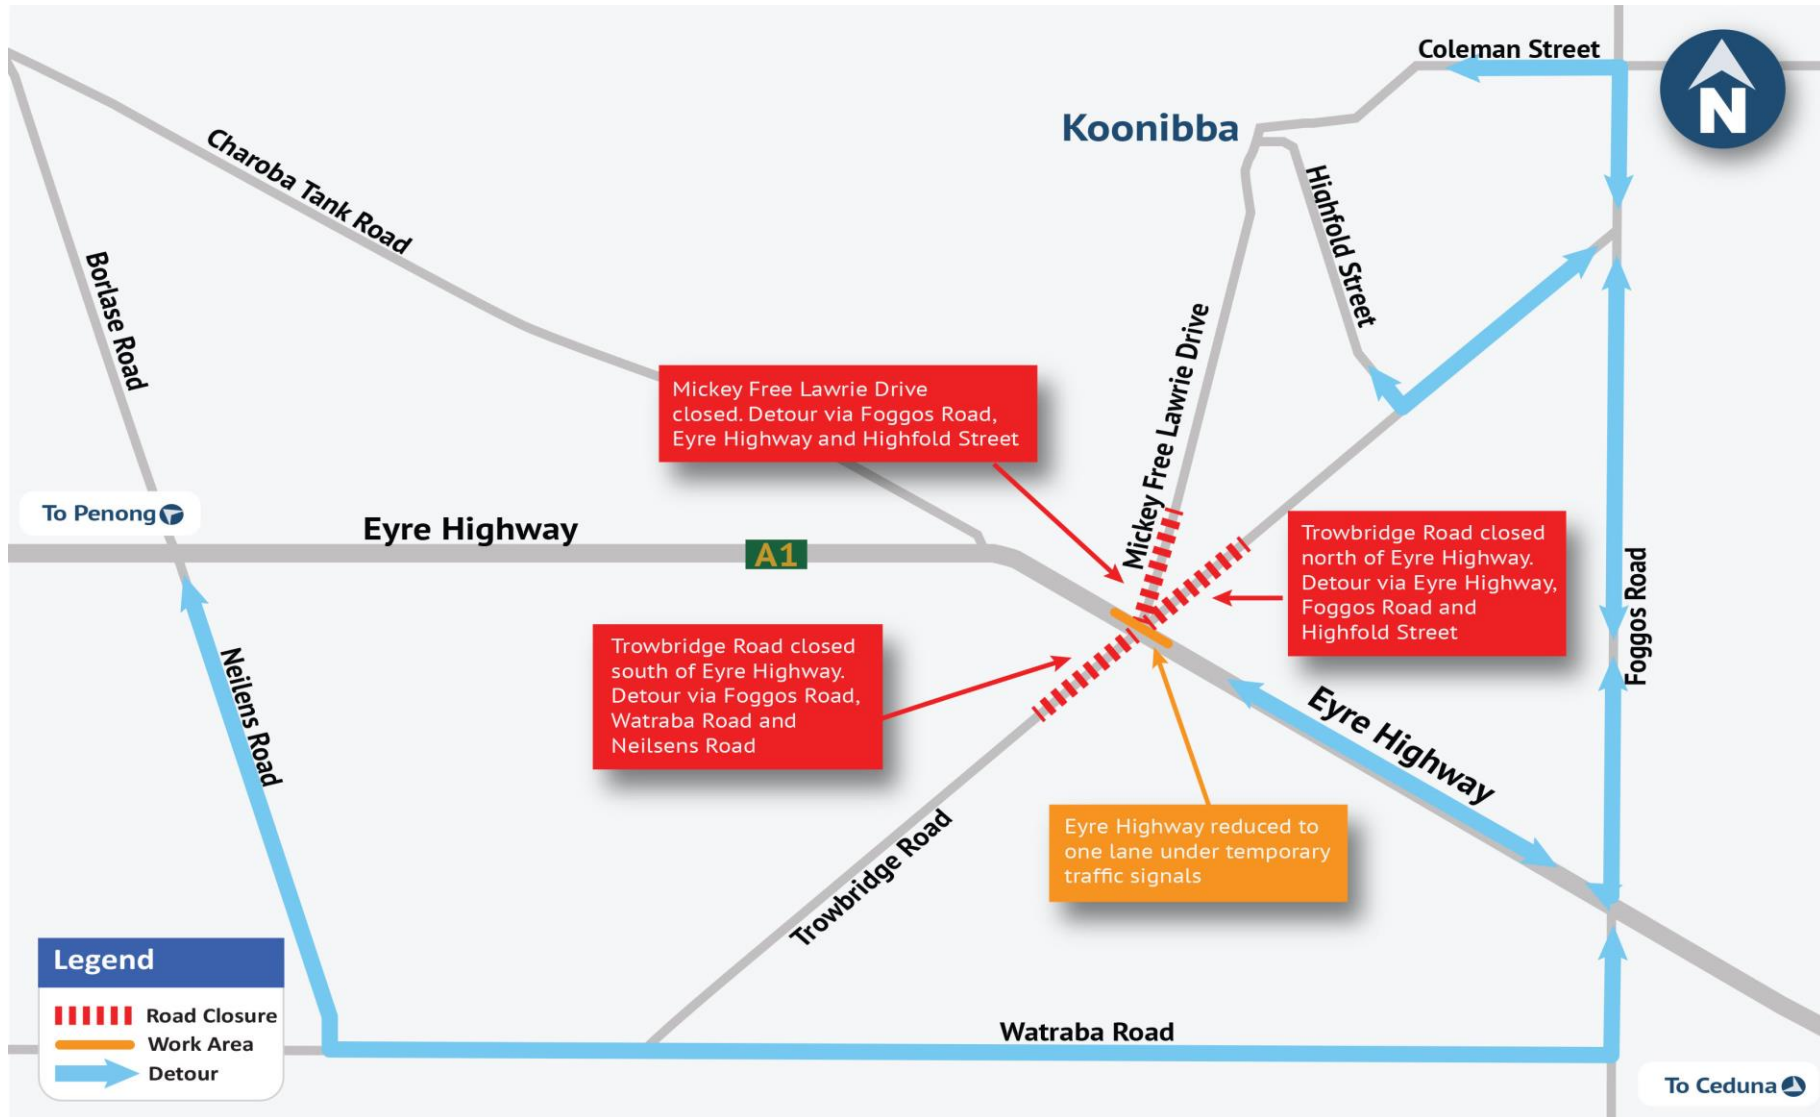 Coleman Street
N
Koonibba
Charoba Tank Road
Hiahfold Street
Borlase Road
Mickey Free Lawrie Drive
Mickey Free Lawrie Drive
closed. Detour via Foggos Road,
Eyre Highway and Highfold Street
To Penong
Eyre Highway
A1
Trowbridge Road closed
north of Eyre Highway.
Detour via Eyre Highway,
Foggos Road and
Highfold Street
Foggos Road
Trowbridge Road closed
south of Eyre Highway.
Detour via Foggos Road,
Watraba Road and
Neilsens Road
Neilens Road
Eyre Highway
Eyre Highway reduced to
one lane under temporary
traffic signals
Trowbridge Road
Legend
Road Closure
Work Area
Detour
Watraba Road
To Ceduna